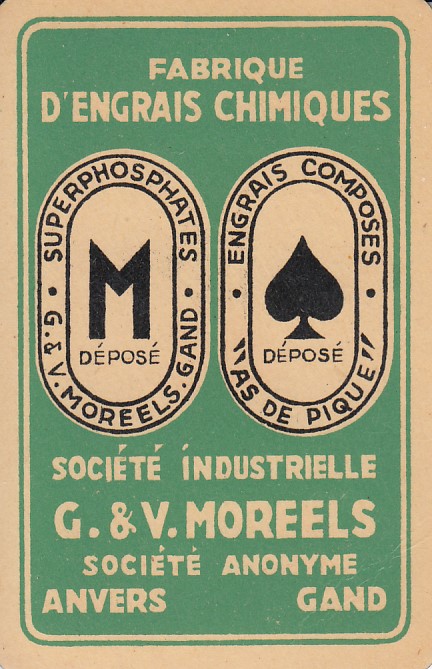 FABRIQUE
D'ENGRAIS CHIMIQUES
SUPERPHOSPHATES
M
DÉPOSÉ
G. & V. MOREELS. GAND
ENGRAIS COMPOSÉS
DÉPOSÉ
"AS DE PIQUE"
SOCIÉTÉ INDUSTRIELLE
G. & V. MOREELS
SOCIÉTÉ ANONYME
ANVERS GAND